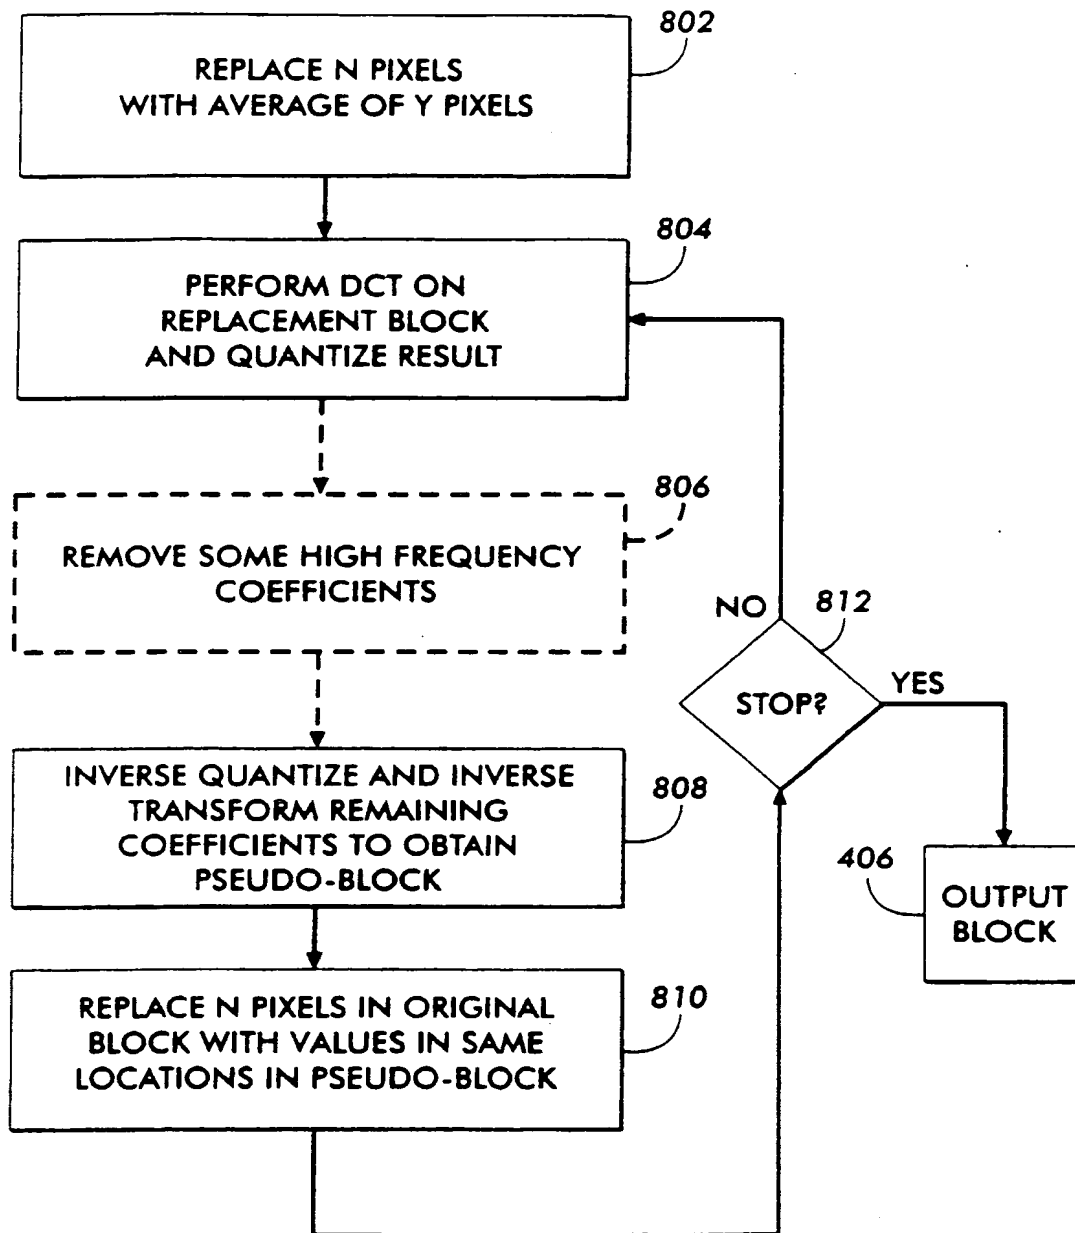 802
REPLACE N PIXELS
WITH AVERAGE OF Y PIXELS
804
PERFORM DCT ON
REPLACEMENT BLOCK
AND QUANTIZE RESULT
806
REMOVE SOME HIGH FREQUENCY
COEFFICIENTS
NO
812
STOP?
YES
INVERSE QUANTIZE AND INVERSE
TRANSFORM REMAINING
COEFFICIENTS TO OBTAIN
PSEUDO-BLOCK
808
406
OUTPUT
BLOCK
REPLACE N PIXELS IN ORIGINAL
BLOCK WITH VALUES IN SAME
LOCATIONS IN PSEUDO-BLOCK
810